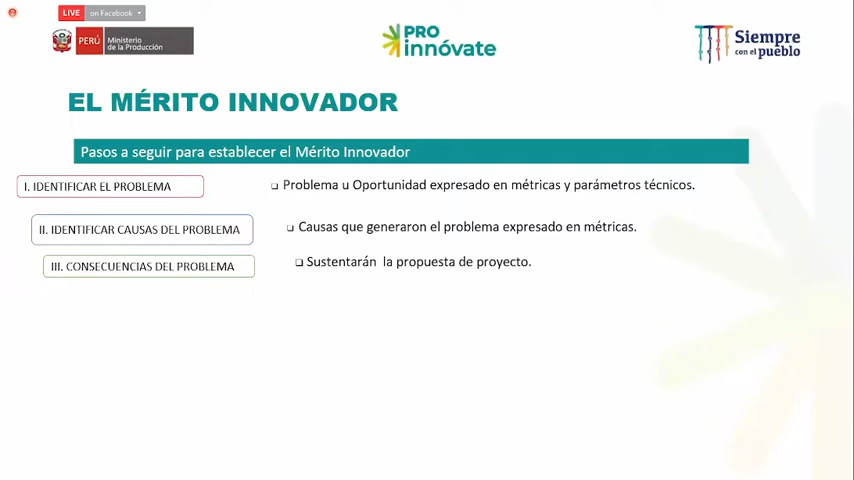 LIVE on Facebook
PERÚ Ministerio de la Producción
PRO innóvate
Siempre con el pueblo
EL MÉRITO INNOVADOR
Pasos a seguir para establecer el Mérito Innovador
I. IDENTIFICAR EL PROBLEMA
Problema u Oportunidad expresado en métricas y parámetros técnicos.
II. IDENTIFICAR CAUSAS DEL PROBLEMA
Causas que generaron el problema expresado en métricas.
III. CONSECUENCIAS DEL PROBLEMA
Sustentarán la propuesta de proyecto.